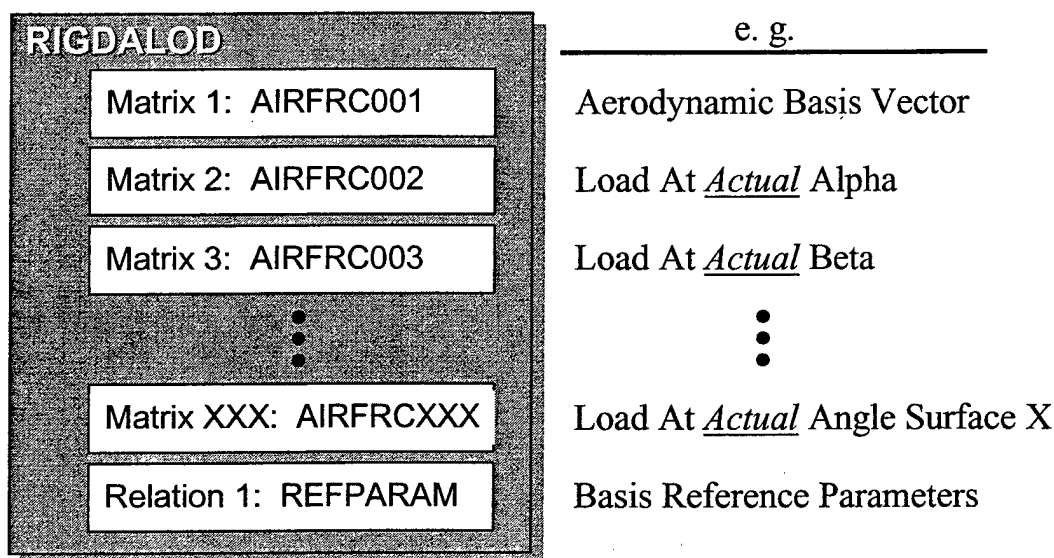 RIGDALOD
e. g.
Matrix 1: AIRFRC001 Aerodynamic Basis Vector
Matrix 2: AIRFRC002 Load At Actual Alpha
Matrix 3: AIRFRC003 Load At Actual Beta
Matrix XXX: AIRFRCXXX Load At Actual Angle Surface X
Relation 1: REFPARAM Basis Reference Parameters